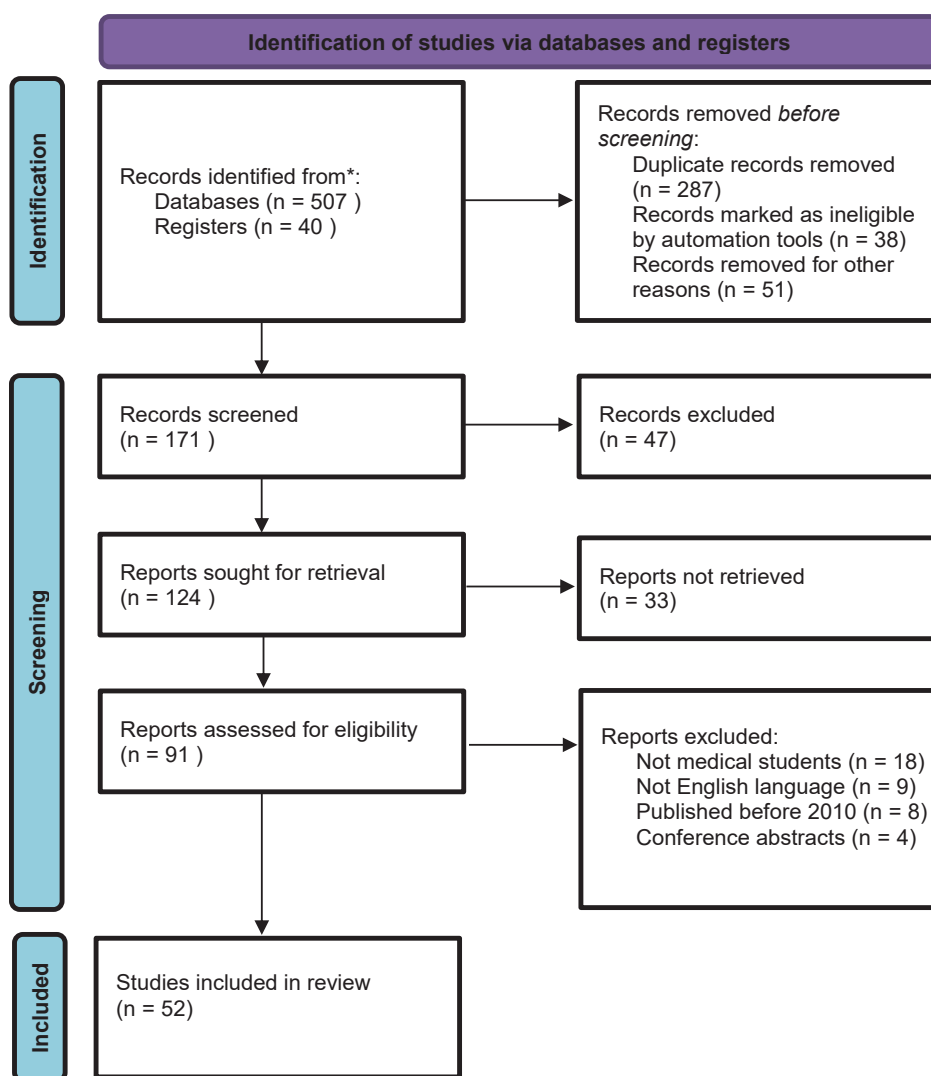 Identification of studies via databases and registers
Identification
Records identified from*:
Databases (n = 507 )
Registers (n = 40 )
Records removed before
screening:
Duplicate records removed
(n = 287)
Records marked as ineligible
by automation tools (n = 38)
Records removed for other
reasons (n = 51)
Screening
Records screened
(n = 171 )
Records excluded
(n = 47)
Reports sought for retrieval
(n = 124 )
Reports not retrieved
(n = 33)
Reports assessed for eligibility
(n = 91 )
Reports excluded:
Not medical students (n = 18)
Not English language (n = 9)
Published before 2010 (n = 8)
Conference abstracts (n = 4)
Included
Studies included in review
(n = 52)